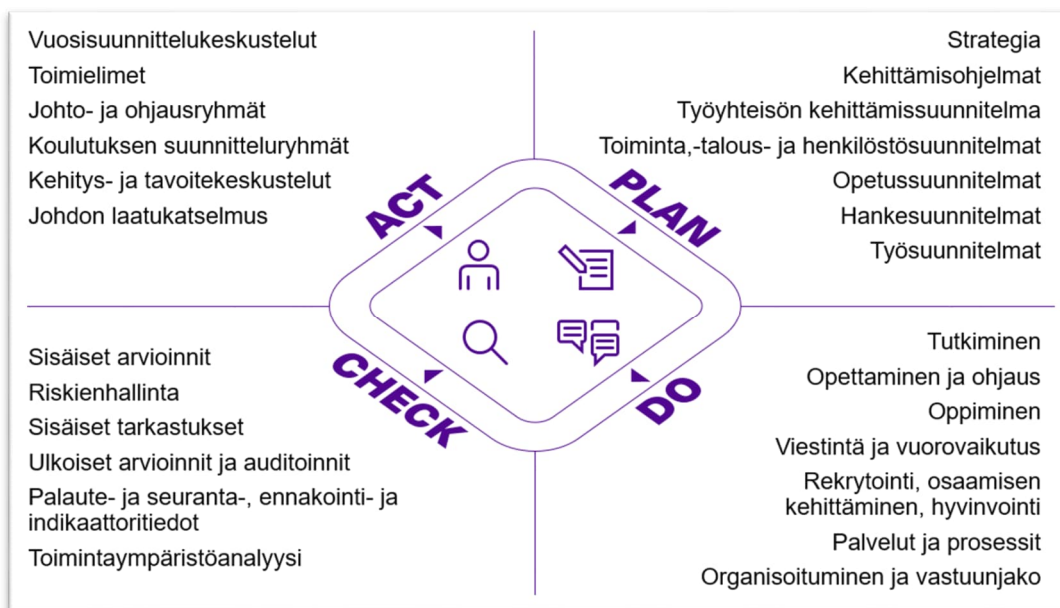 Vuosisuunnittelukeskustelut
Toimielimet
Johto- ja ohjausryhmät
Koulutuksen suunnitteluryhmät
Kehitys- ja tavoitekeskustelut
Johdon laatukatselmus
ACT
Strategia
Kehittämisohjelmat
Työyhteisön kehittämissuunnitelma
Toiminta,-talous- ja henkilöstösuunnitelmat
Opetussuunnitelmat
Hankesuunnitelmat
Työsuunnitelmat
PLAN
Sisäiset arvioinnit
Riskienhallinta
Sisäiset tarkastukset
Ulkoiset arvioinnit ja auditoinnit
Palaute- ja seuranta-, ennakointi- ja
indikaattoritiedot
Toimintaympäristöanalyysi
CHECK
Tutkiminen
Opettaminen ja ohjaus
Oppiminen
Viestintä ja vuorovaikutus
Rekrytointi, osaamisen
kehittäminen, hyvinvointi
Palvelut ja prosessit
Organisoituminen ja vastuunjako
DO